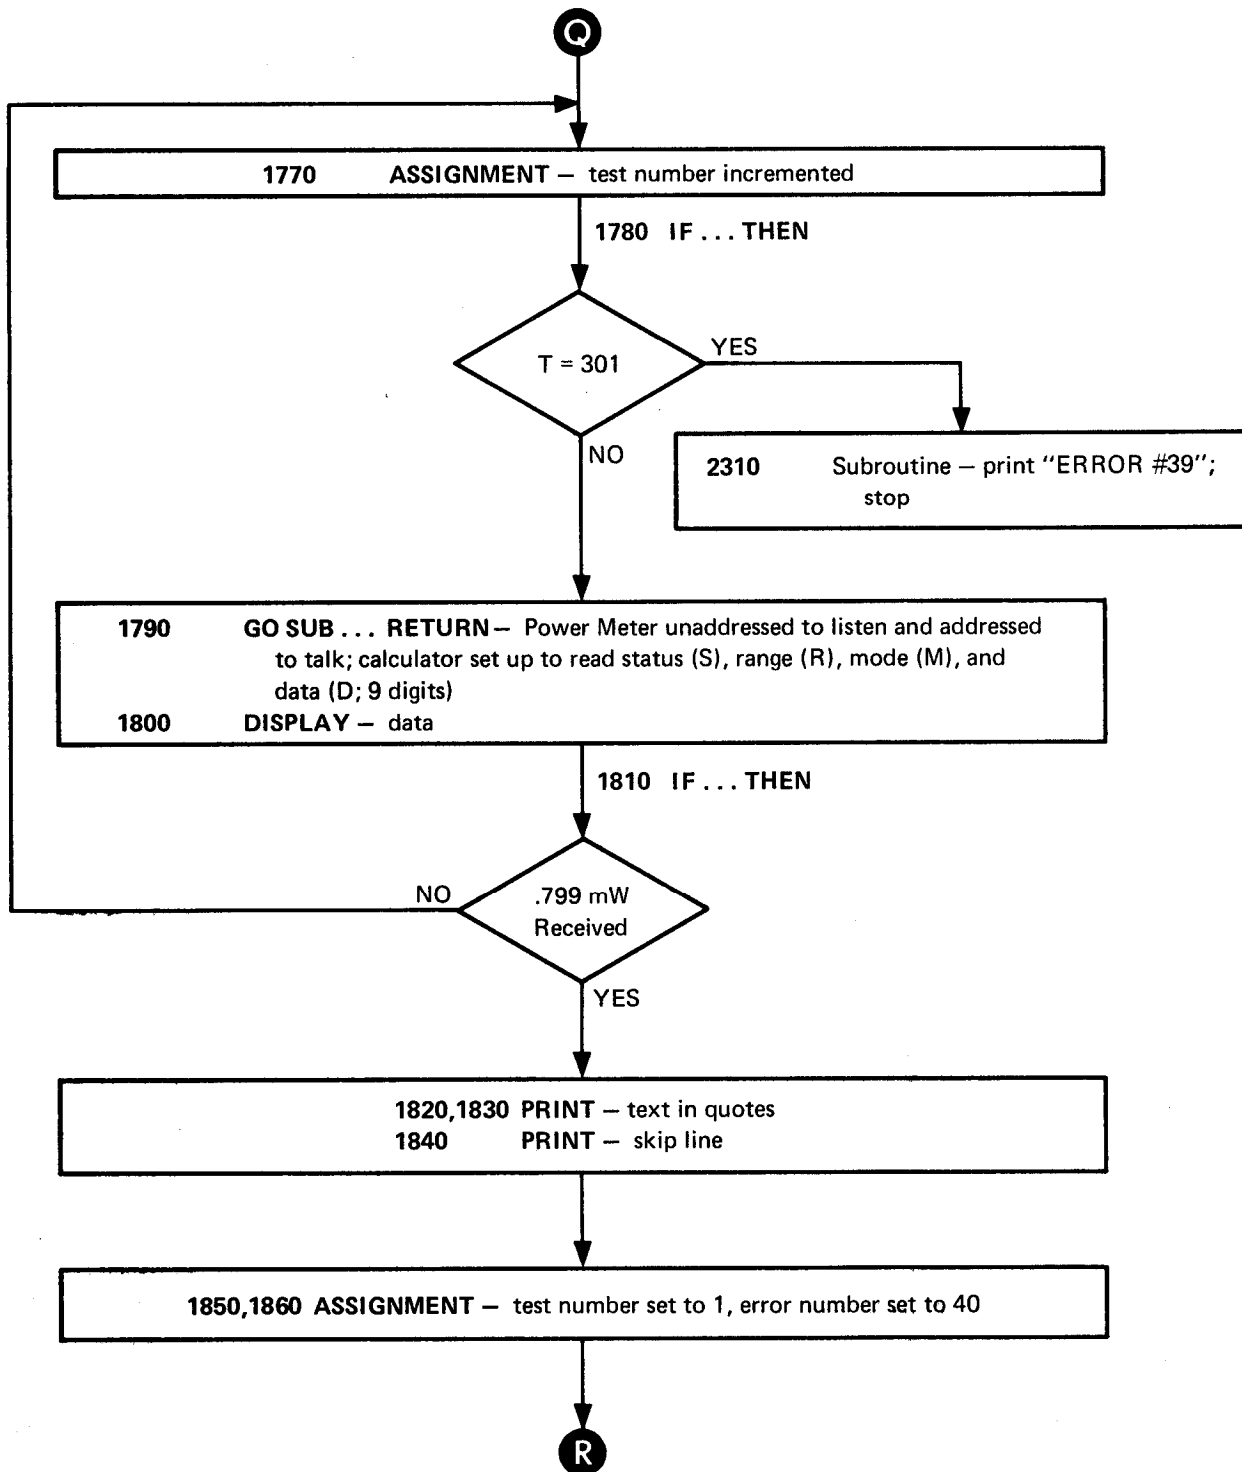 Q
1770 ASSIGNMENT – test number incremented
1780 IF . . . THEN
T = 301
YES
NO
2310 Subroutine – print "ERROR #39";
stop
1790 GO SUB . . . RETURN – Power Meter unaddressed to listen and addressed
to talk; calculator set up to read status (S), range (R), mode (M), and
data (D; 9 digits)
1800 DISPLAY – data
1810 IF . . . THEN
NO
.799 mW
Received
YES
1820,1830 PRINT – text in quotes
1840 PRINT – skip line
1850,1860 ASSIGNMENT – test number set to 1, error number set to 40
R